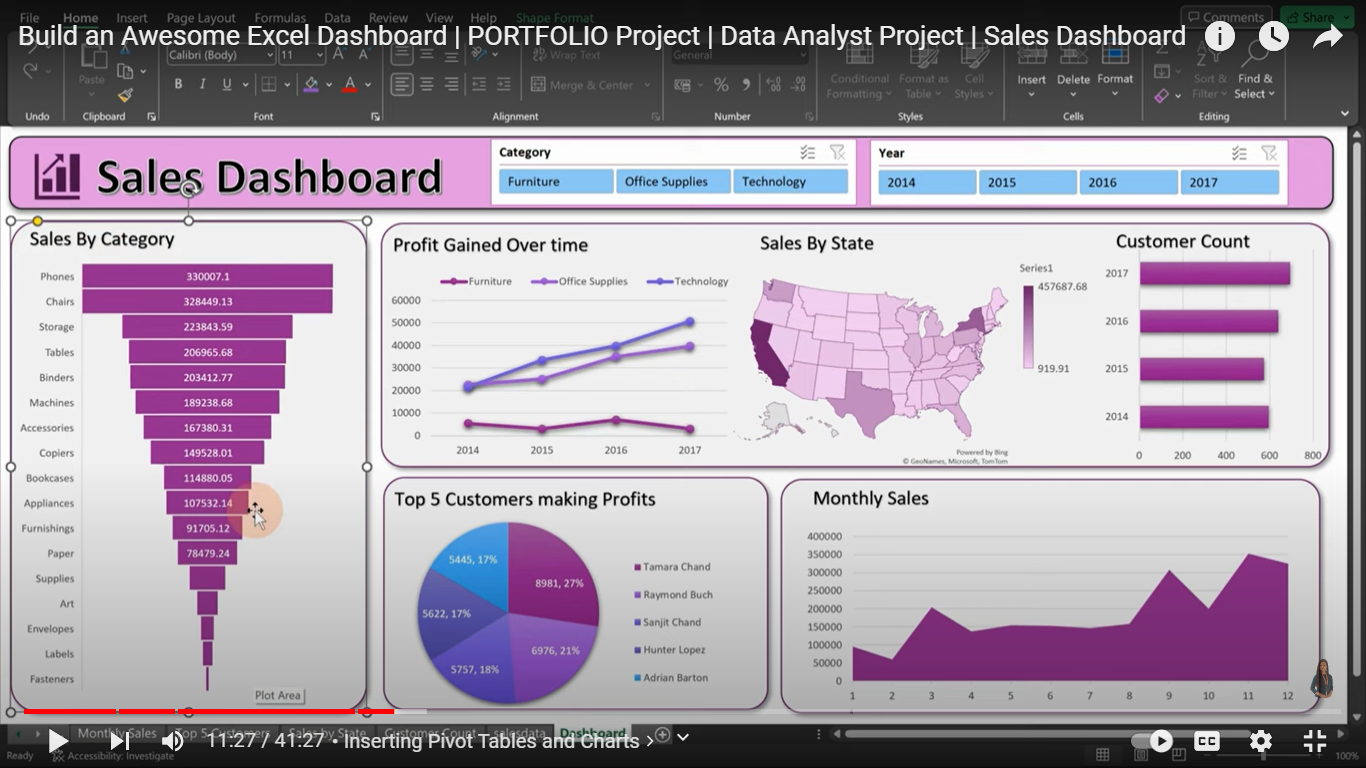 File Home Insert Page Layout Formulas Data Review View Help Shape Format Comments Share
Build an Awesome Excel Dashboard | PORTFOLIO Project | Data Analyst Project | Sales Dashboard
Calibri (Body) 11 Wrap Text General
Paste B I U A Merge & Center % Conditional Formatting Format as Table Cell Styles Insert Delete Format Sort & Filter Find & Select
Undo Clipboard Font Alignment Number Styles Cells Editing
Sales Dashboard
Category
Furniture Office Supplies Technology
Year
2014 2015 2016 2017
Sales By Category
Phones 330007.1
Chairs 328449.13
Storage 223843.59
Tables 206965.68
Binders 203412.77
Machines 189238.68
Accessories 167380.31
Copiers 149528.01
Bookcases 114880.05
Appliances 107532.14
Furnishings 91705.12
Paper 78479.24
Supplies
Art
Envelopes
Labels
Fasteners
Plot Area
Profit Gained Over time
Furniture Office Supplies Technology
60000
50000
40000
30000
20000
10000
0
2014 2015 2016 2017
Sales By State
Series1
457687.68
919.91
Powered by Bing
© GeoNames, Microsoft, TomTom
Customer Count
2017
2016
2015
2014
0 200 400 600 800
Top 5 Customers making Profits
5445, 17%
8981, 27%
5622, 17%
6976, 21%
5757, 18%
Tamara Chand
Raymond Buch
Sanjit Chand
Hunter Lopez
Adrian Barton
Monthly Sales
400000
350000
300000
250000
200000
150000
100000
50000
0
1 2 3 4 5 6 7 8 9 10 11 12
Monthly Sales Top 5 Customers Sales by State Customer Count salesdata Dashboard
11:27 / 41:27 • Inserting Pivot Tables and Charts
CC
Ready Accessibility: Investigate 100%